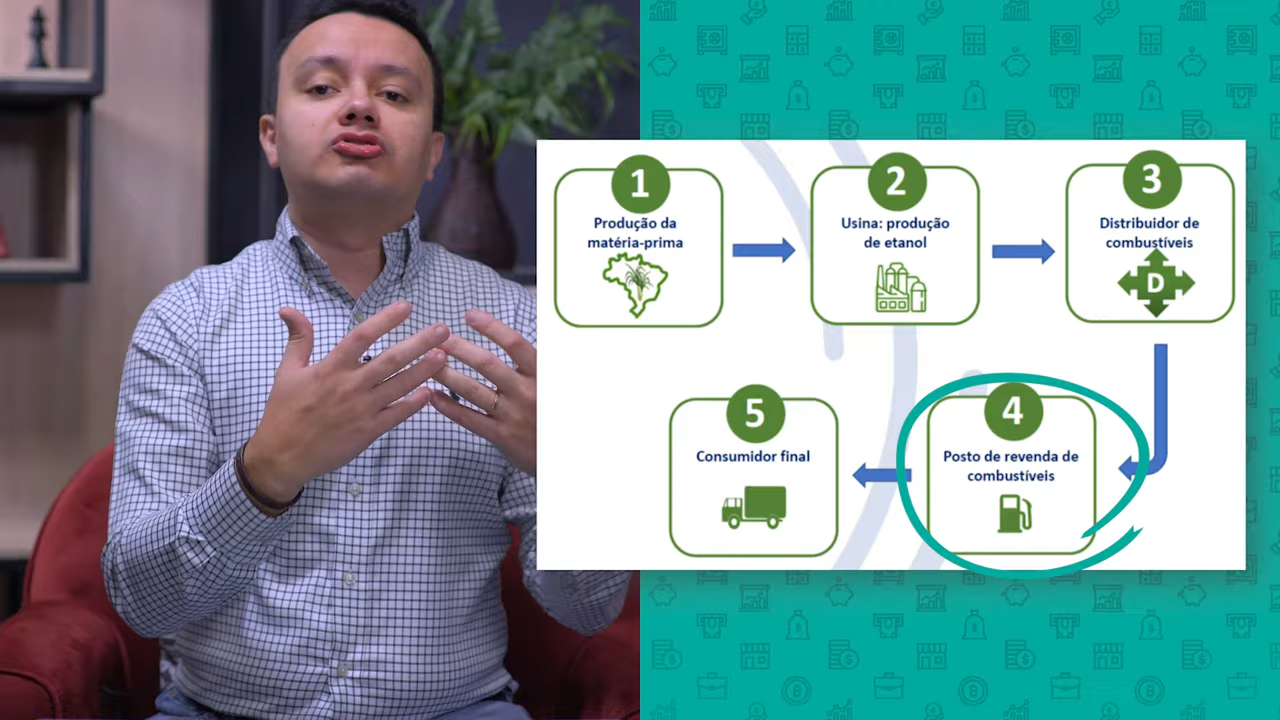 1
Produção da
matéria-prima
2
Usina: produção
de etanol
3
Distribuidor de
combustíveis
D
4
Posto de revenda de
combustíveis
5
Consumidor final